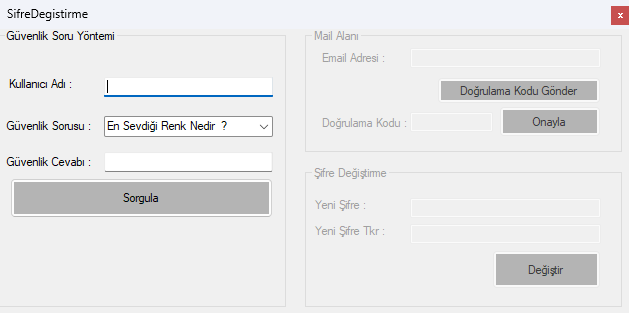 SifreDegistirme
x
Güvenlik Soru Yöntemi
Kullanıcı Adı :
Güvenlik Sorusu :
En Sevdiği Renk Nedir ?
Güvenlik Cevabı :
Sorgula
Mail Alanı
Email Adresi :
Doğrulama Kodu Gönder
Doğrulama Kodu :
Onayla
Şifre Değiştirme
Yeni Şifre :
Yeni Şifre Tkr :
Değiştir